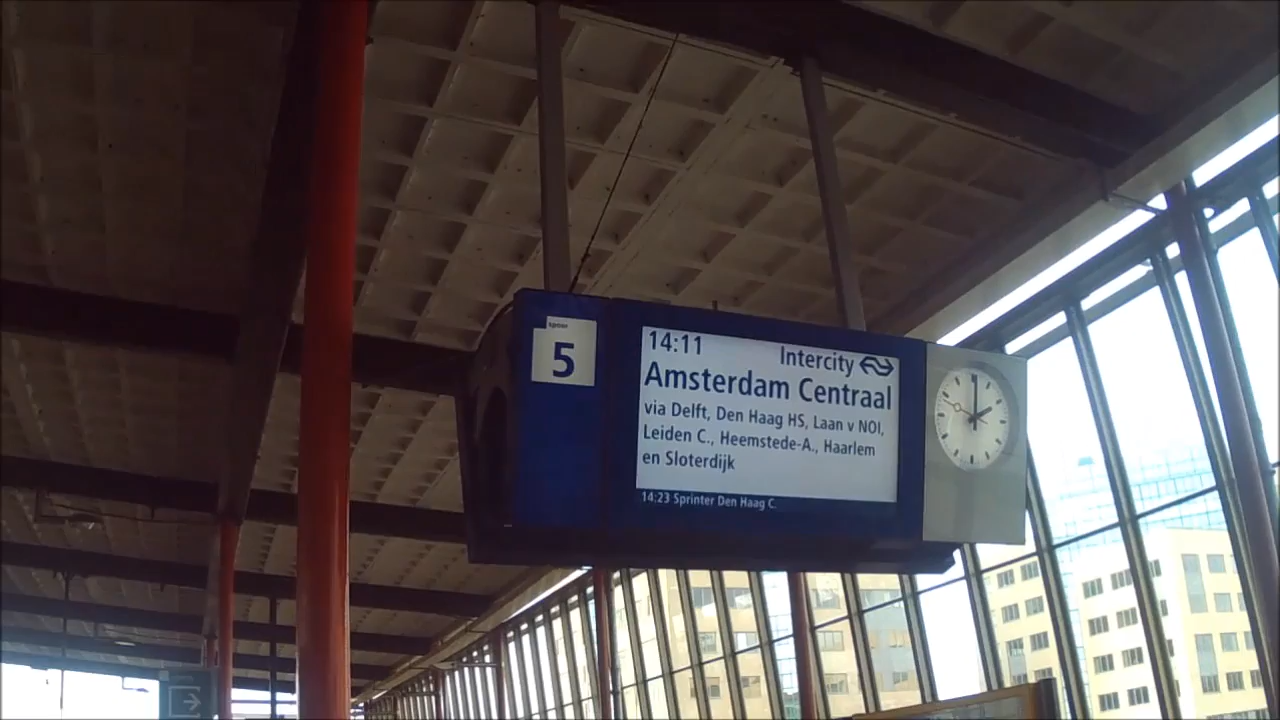 spoor
5
14:11
Intercity
Amsterdam Centraal
via Delft, Den Haag HS, Laan v NOI,
Leiden C., Heemstede-A., Haarlem
en Sloterdijk
14:23 Sprinter Den Haag C.